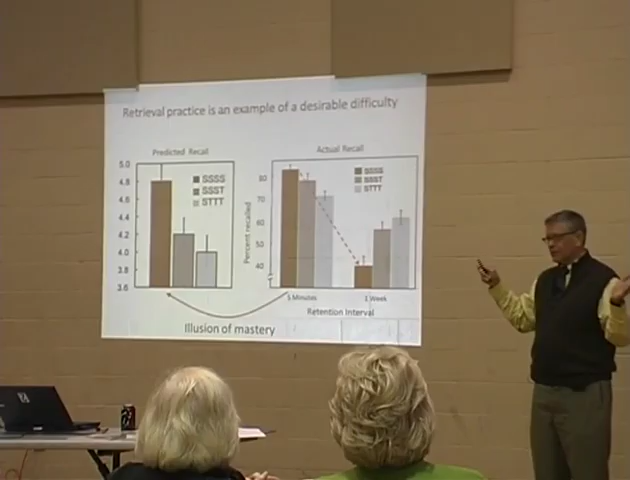 Retrieval practice is an example of a desirable difficulty
Predicted Recall
5.0
4.8
4.6
4.4
4.2
4.0
3.8
3.6
SSSS
SSST
STTT
Actual Recall
Percent recalled
80
70
60
50
40
SSSS
SSST
STTT
5 Minutes
1 Week
Retention Interval
Illusion of mastery